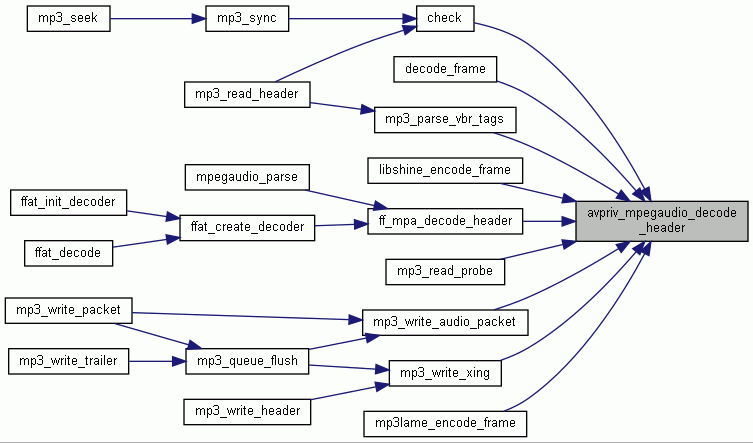 mp3_seek
mp3_sync
check
decode_frame
mp3_read_header
mp3_parse_vbr_tags
libshine_encode_frame
mpegaudio_parse
ffat_init_decoder
ffat_create_decoder
ff_mpa_decode_header
avpriv_mpegaudio_decode
_header
ffat_decode
mp3_read_probe
mp3_write_packet
mp3_write_audio_packet
mp3_write_trailer
mp3_queue_flush
mp3_write_xing
mp3_write_header
mp3lame_encode_frame